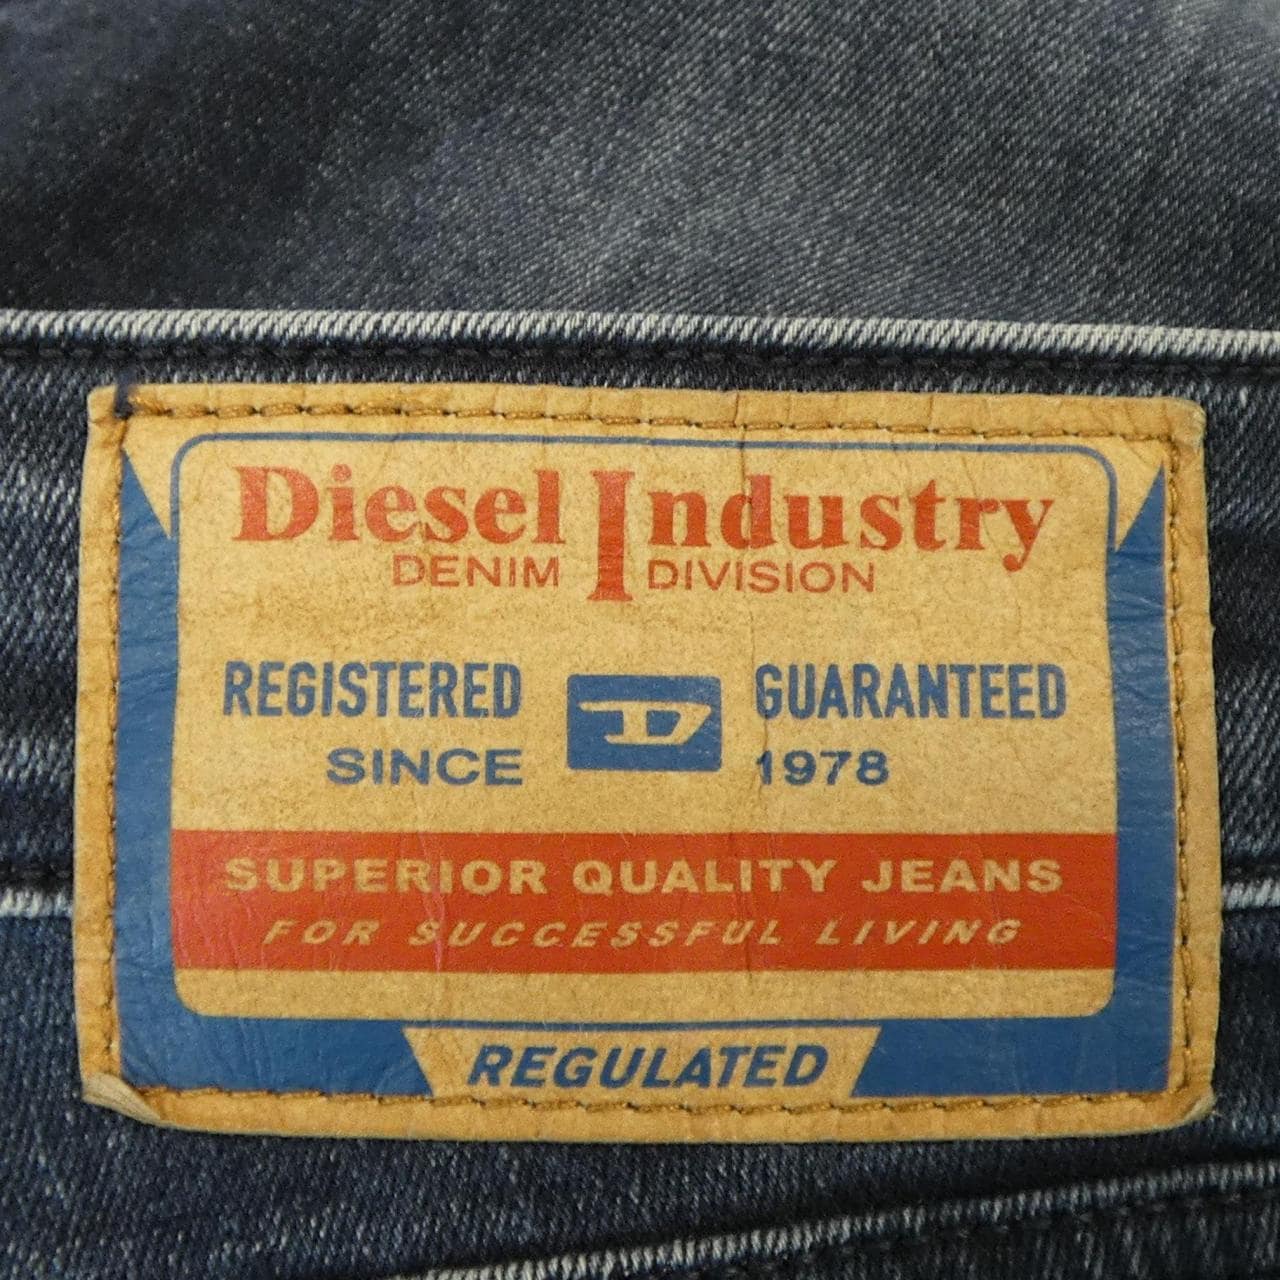 Diesel Industry
DENIM DIVISION
REGISTERED D GUARANTEED
SINCE 1978
SUPERIOR QUALITY JEANS
FOR SUCCESSFUL LIVING
REGULATED